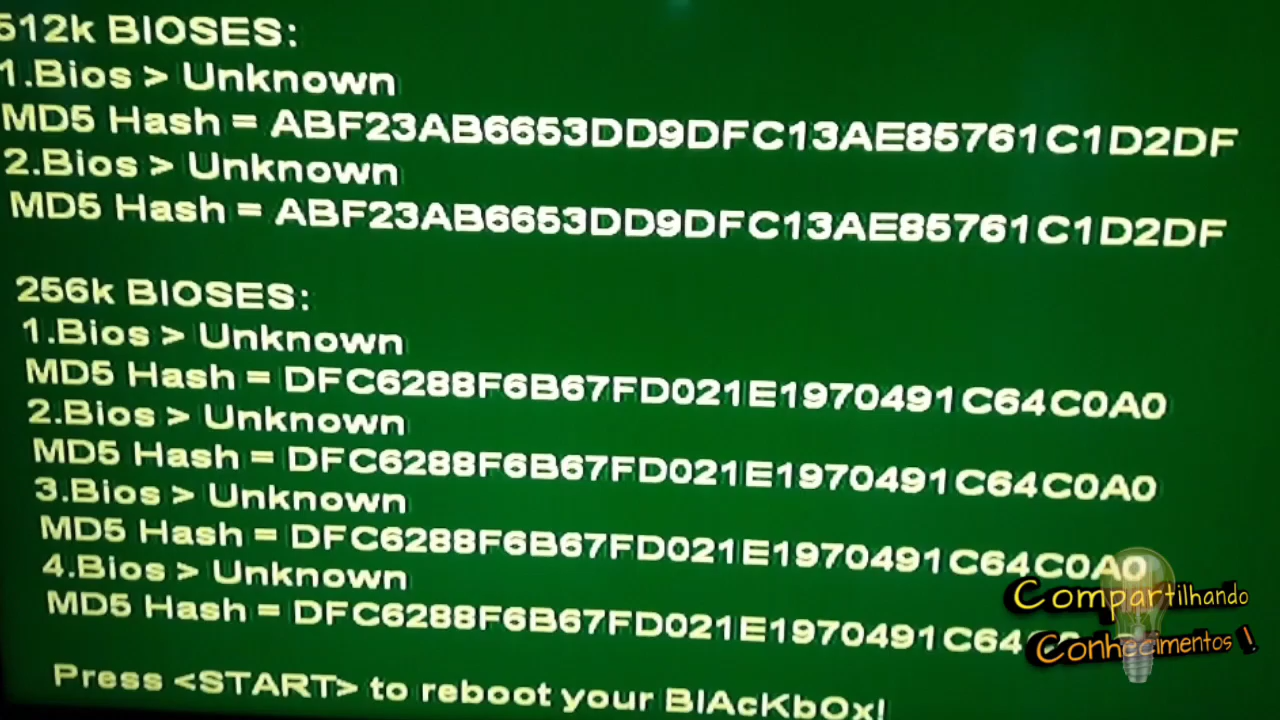 512k BIOSES:
1.Bios > Unknown
MD5 Hash = ABF23AB6653DD9DFC13AE85761C1D2DF
2.Bios > Unknown
MD5 Hash = ABF23AB6653DD9DFC13AE85761C1D2DF
256k BIOSES:
1.Bios > Unknown
MD5 Hash = DFC6288F6B67FD021E1970491C64C0A0
2.Bios > Unknown
MD5 Hash = DFC6288F6B67FD021E1970491C64C0A0
3.Bios > Unknown
MD5 Hash = DFC6288F6B67FD021E1970491C64C0A0
4.Bios > Unknown
MD5 Hash =
Press <START> to reboot your BlAcKbOx!
Compartilhando
Conhecimentos !